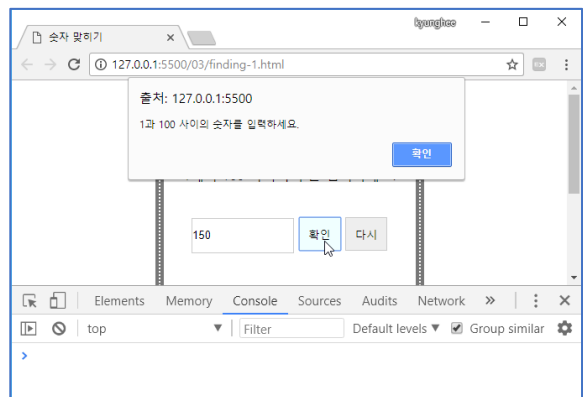 kyunghee
숫자 맞히기
127.0.0.1:5500/03/finding-1.html
출처: 127.0.0.1:5500
1과 100 사이의 숫자를 입력하세요.
확인
150 확인 다시
Elements Memory Console Sources Audits Network »
top Filter Default levels Group similar